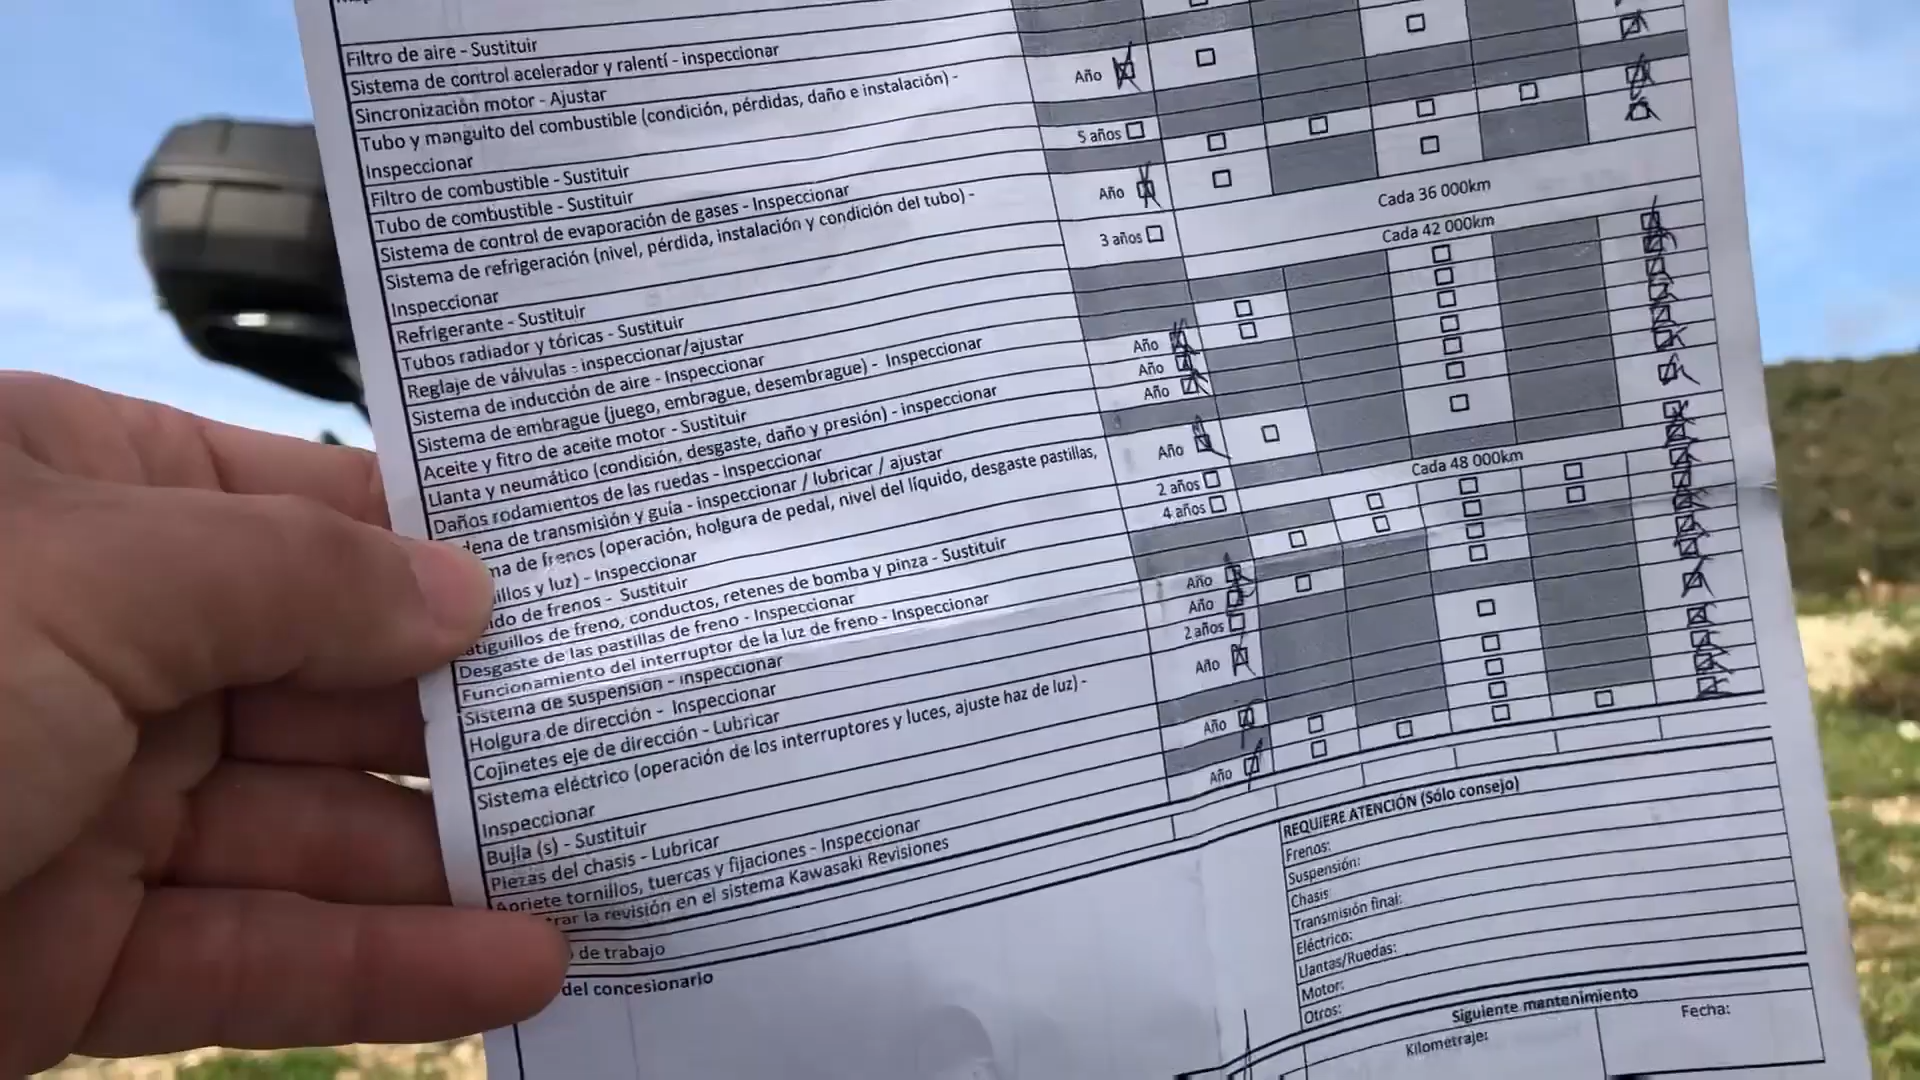 Filtro de aire - Sustituir
Sistema de control acelerador y ralentí - inspeccionar
Sincronización motor - Ajustar
Año
Tubo y manguito del combustible (condición, pérdidas, daño e instalación) -
Inspeccionar
Filtro de combustible - Sustituir
5 años
Tubo de combustible - Sustituir
Sistema de control de evaporación de gases - Inspeccionar
Sistema de refrigeración (nivel, pérdida, instalación y condición del tubo) -
Inspeccionar
Año
Refrigerante - Sustituir
3 años
Cada 36 000km
Tubos radiador y tóricas - Sustituir
Reglaje de válvulas - inspeccionar/ajustar
Cada 42 000km
Sistema de inducción de aire - Inspeccionar
Sistema de embrague (juego, embrague, desembrague) - Inspeccionar
Aceite y fitro de aceite motor - Sustituir
Año
Llanta y neumático (condición, desgaste, daño y presión) - inspeccionar
Año
Daños rodamientos de las ruedas - Inspeccionar
Año
dena de transmisión y guía - inspeccionar / lubricar / ajustar
ma de frenos (operación, holgura de pedal, nivel del líquido, desgaste pastillas,
illos y luz) - Inspeccionar
Año
ido de frenos - Sustituir
2 años
atiguillos de freno, conductos, retenes de bomba y pinza - Sustituir
4 años
Cada 48 000km
Desgaste de las pastillas de freno - Inspeccionar
Funcionamiento del interruptor de la luz de freno - Inspeccionar
Sistema de suspensión - Inspeccionar
Año
Holgura de dirección - Inspeccionar
Año
Cojinetes eje de dirección - Lubricar
2 años
Sistema eléctrico (operación de los interruptores y luces, ajuste haz de luz) -
Inspeccionar
Año
Bujía (s) - Sustituir
Piezas del chasis - Lubricar
Año
Apriete tornillos, tuercas y fijaciones - Inspeccionar
trar la revisión en el sistema Kawasaki Revisiones
Año
de trabajo
del concesionario
REQUIERE ATENCIÓN (Sólo consejo)
Frenos:
Suspensión:
Chasis:
Transmisión final:
Eléctrico:
Llantas/Ruedas:
Motor:
Otros:
Siguiente mantenimiento
Kilometraje:
Fecha: